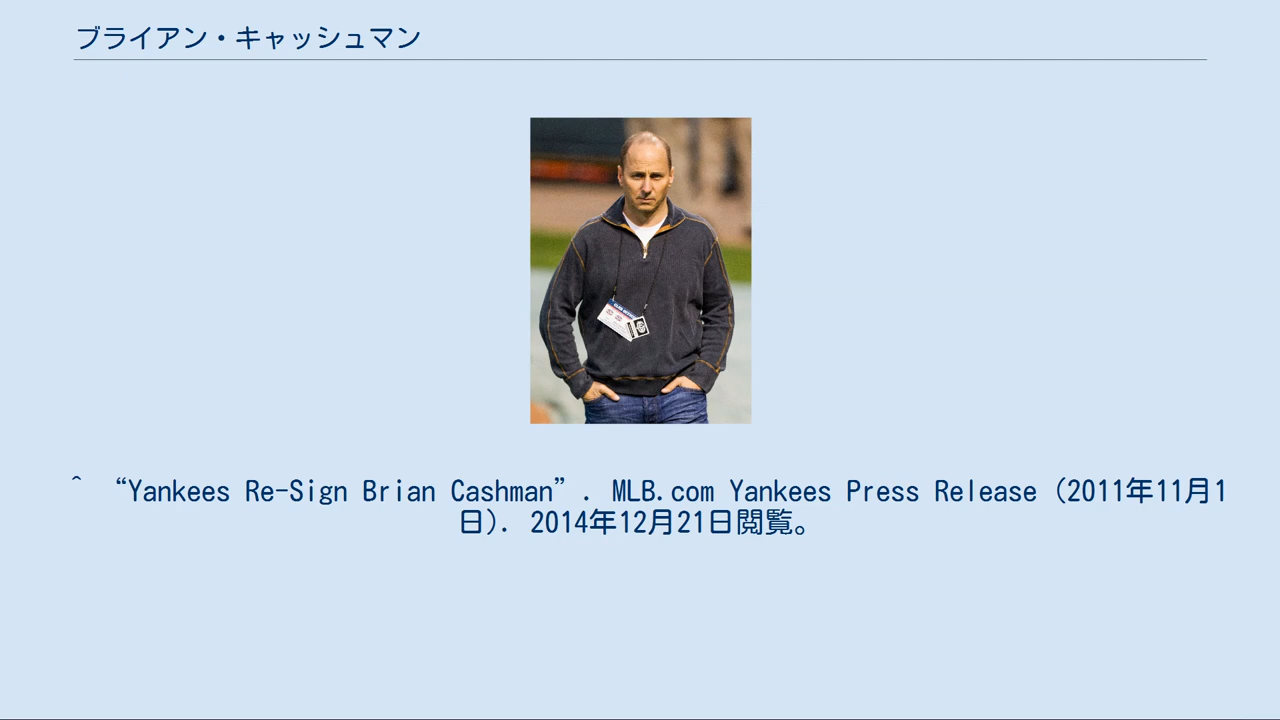 ブライアン・キャッシュマン
^ “Yankees Re-Sign Brian Cashman”. MLB.com Yankees Press Release (2011年11月1
日). 2014年12月21日閲覧。